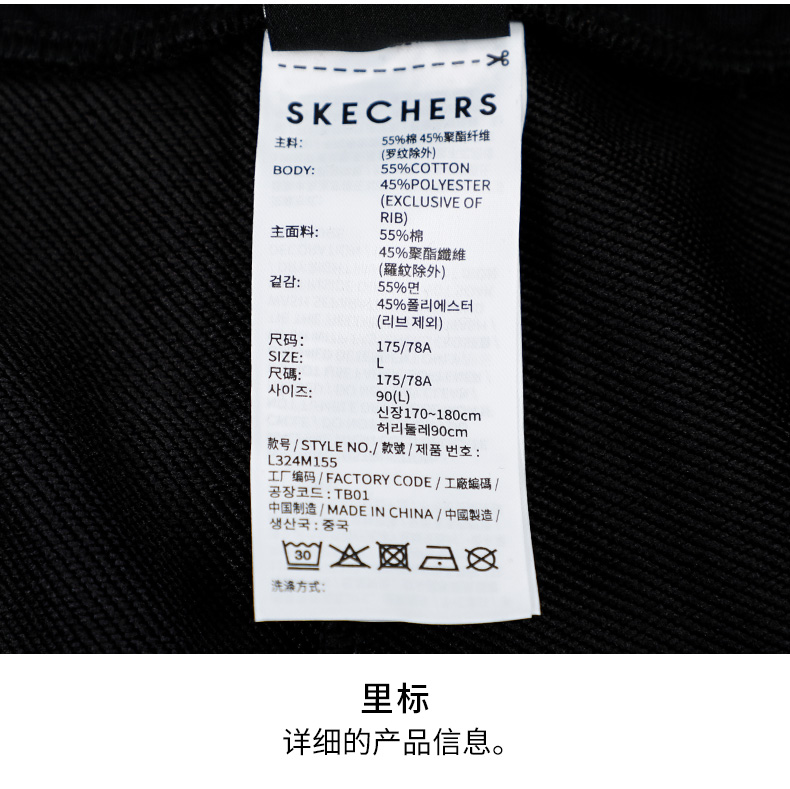 SKECHERS
主料: 55%棉 45%聚酯纤维
(罗纹除外)
BODY: 55%COTTON
45%POLYESTER
(EXCLUSIVE OF
RIB)
主面料: 55%棉
45%聚酯纖維
(羅紋除外)
겉감: 55%면
45%폴리에스터
(리브 제외)
尺码: 175/78A
SIZE: L
尺碼: 175/78A
사이즈: 90(L)
신장170~180cm
허리둘레90cm
款号 / STYLE NO./ 款號 / 제품 번호 :
L324M155
工厂编码 / FACTORY CODE / 工廠編碼 /
공장코드 : TB01
中国制造 / MADE IN CHINA / 中國製造 /
생산국 : 중국
30
洗涤方式:
里标
详细的产品信息。